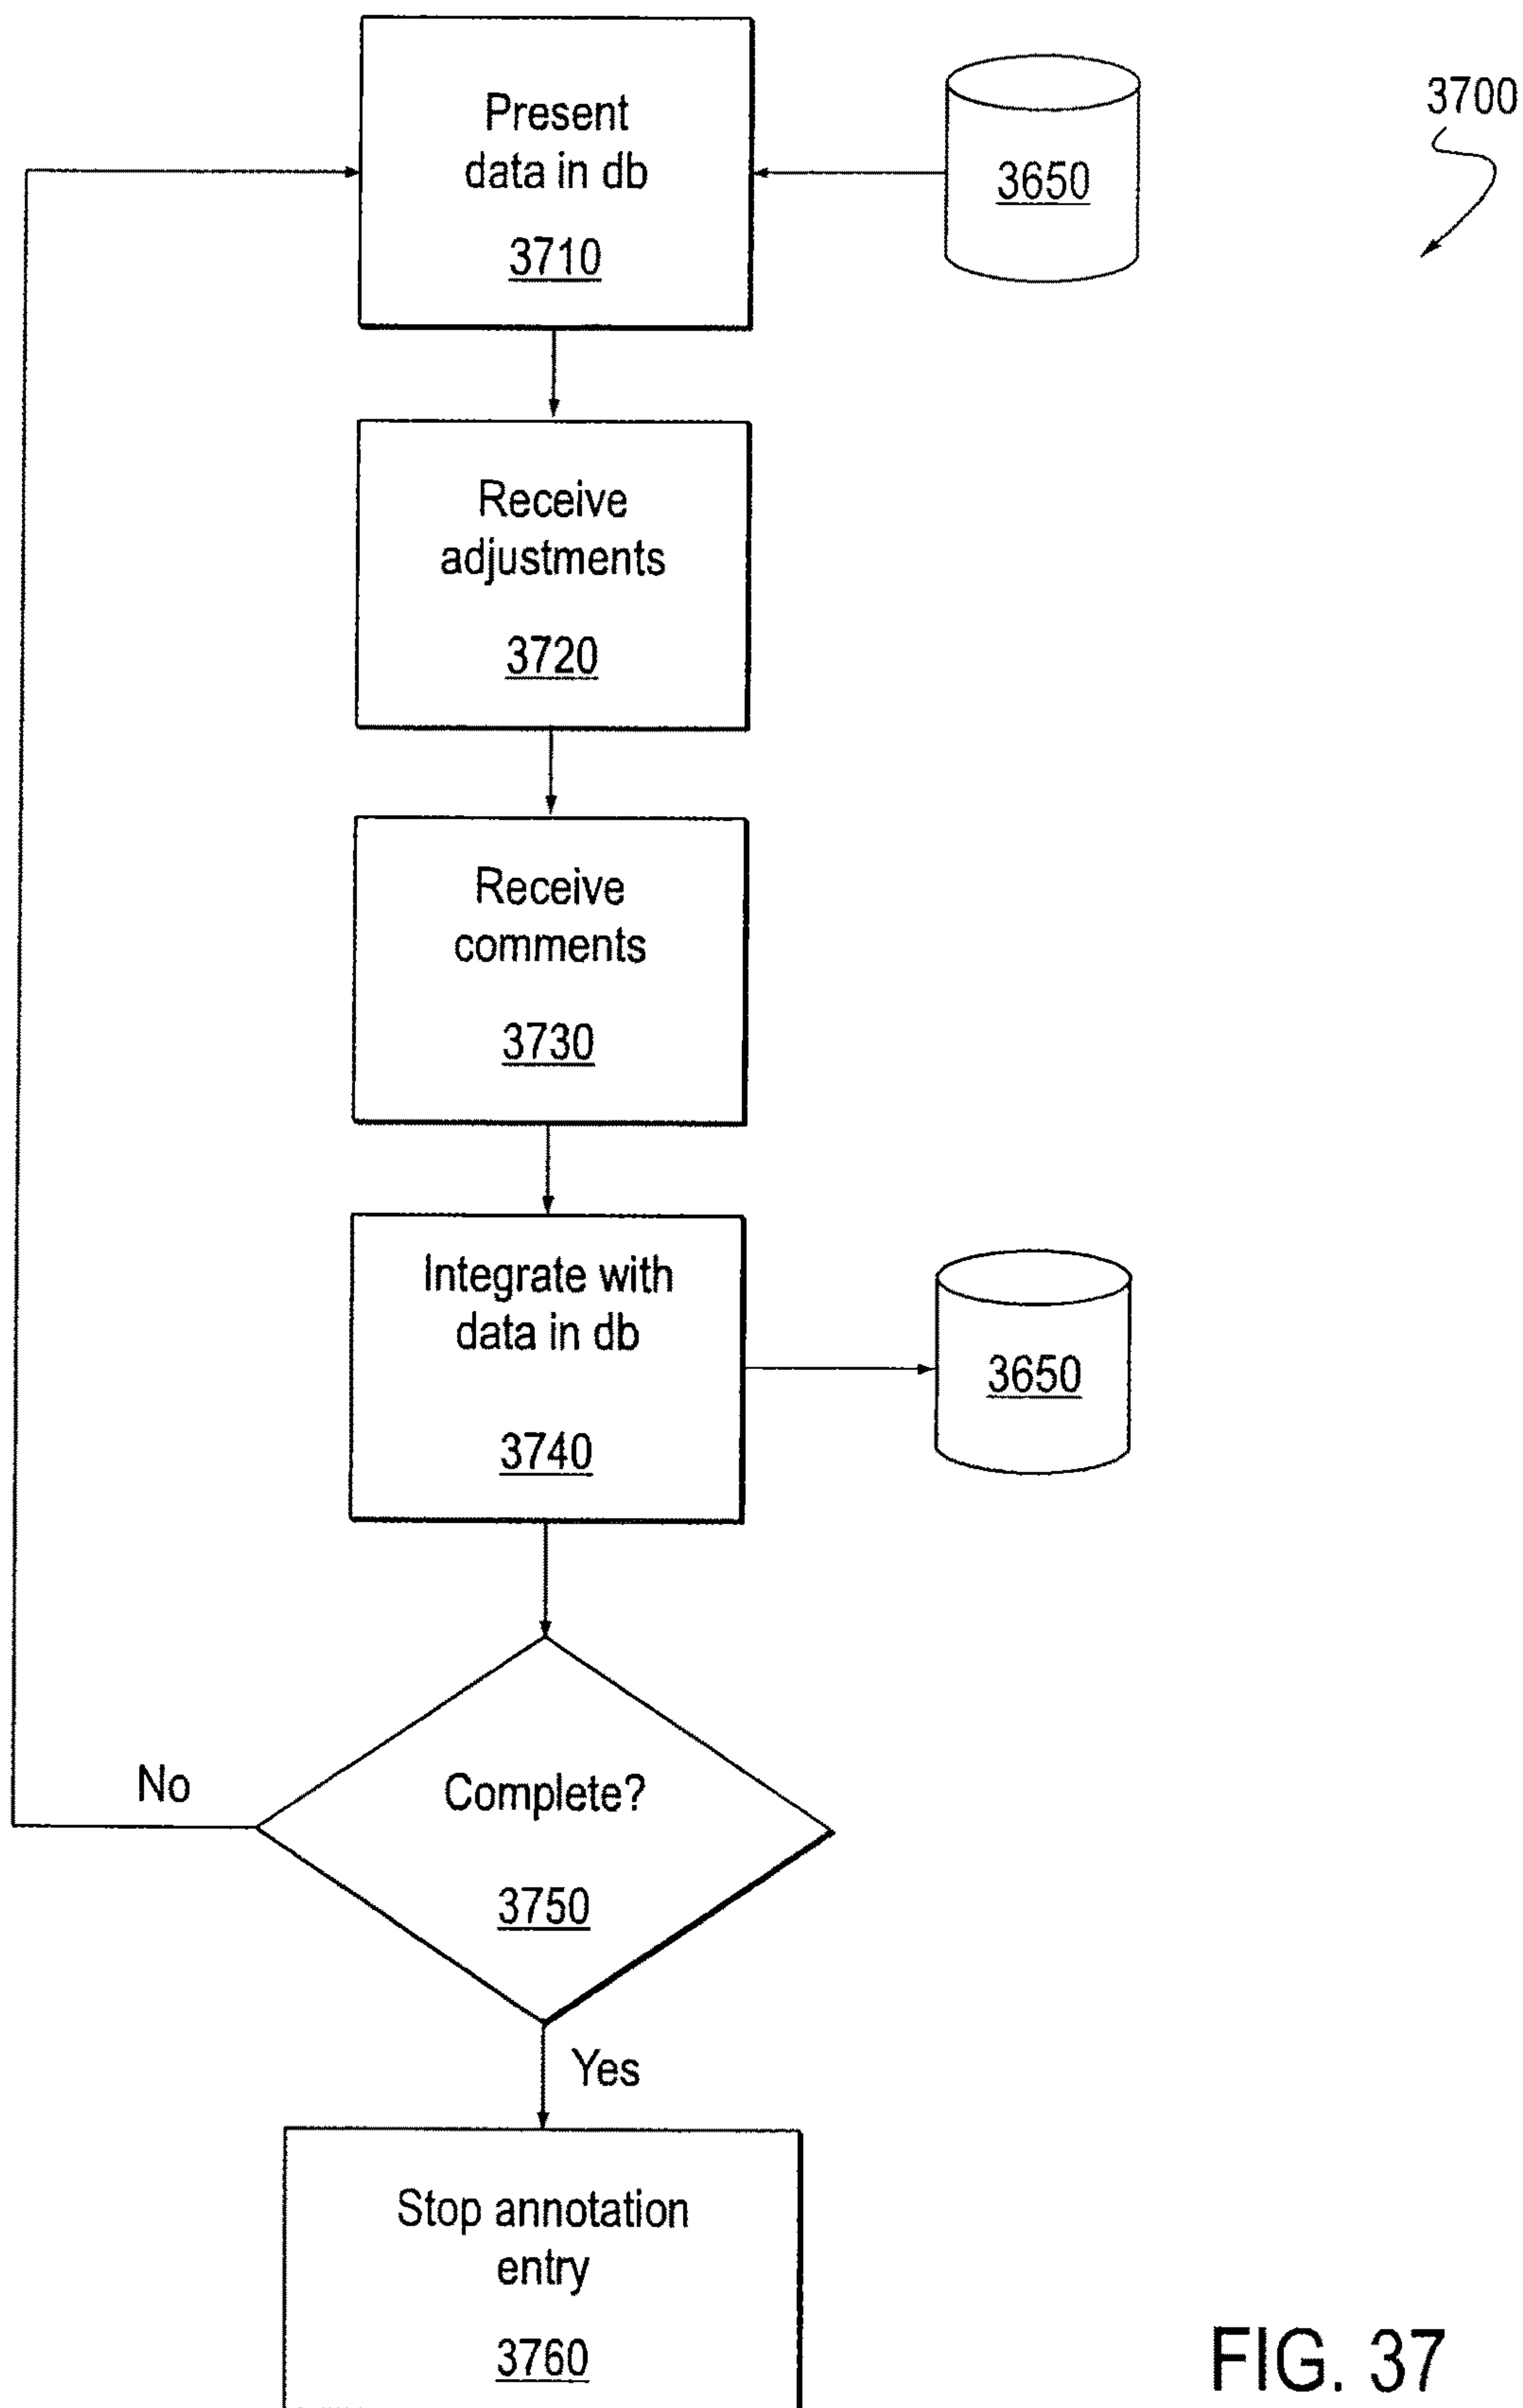 Present
data in db
3710
3650
3700
Receive
adjustments
3720
Receive
comments
3730
Integrate with
data in db
3740
3650
No
Complete?
3750
Yes
Stop annotation
entry
3760
FIG. 37